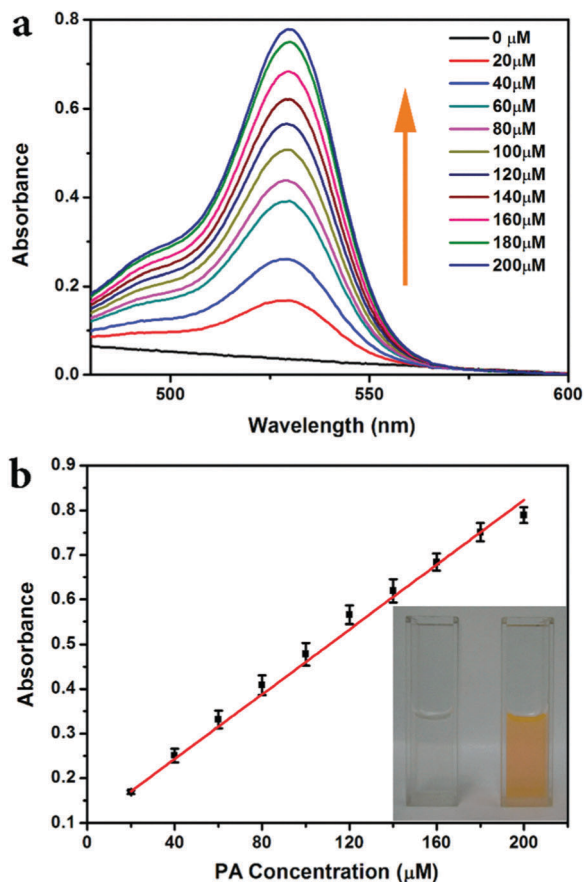 a
0.8
0.6
0.4
0.2
0.0
Absorbance
500
550
600
Wavelength (nm)
0 μM
20μM
40μM
60μM
80μM
100μM
120μM
140μM
160μM
180μM
200μM
b
0.9
0.8
0.7
0.6
0.5
0.4
0.3
0.2
0.1
Absorbance
0
40
80
120
160
200
PA Concentration (μM)